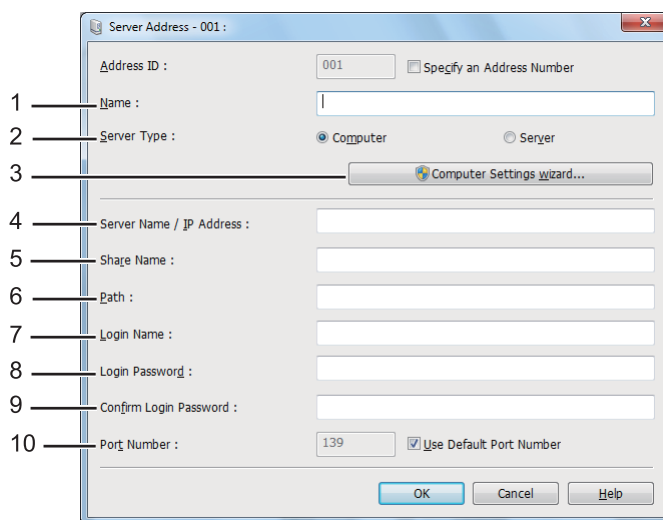 Server Address - 001 :
Address ID : 001 Specify an Address Number
1 Name :
2 Server Type : Computer Server
3 Computer Settings wizard...
4 Server Name / IP Address :
5 Share Name :
6 Path :
7 Login Name :
8 Login Password :
9 Confirm Login Password :
10 Port Number : 139 Use Default Port Number
OK Cancel Help